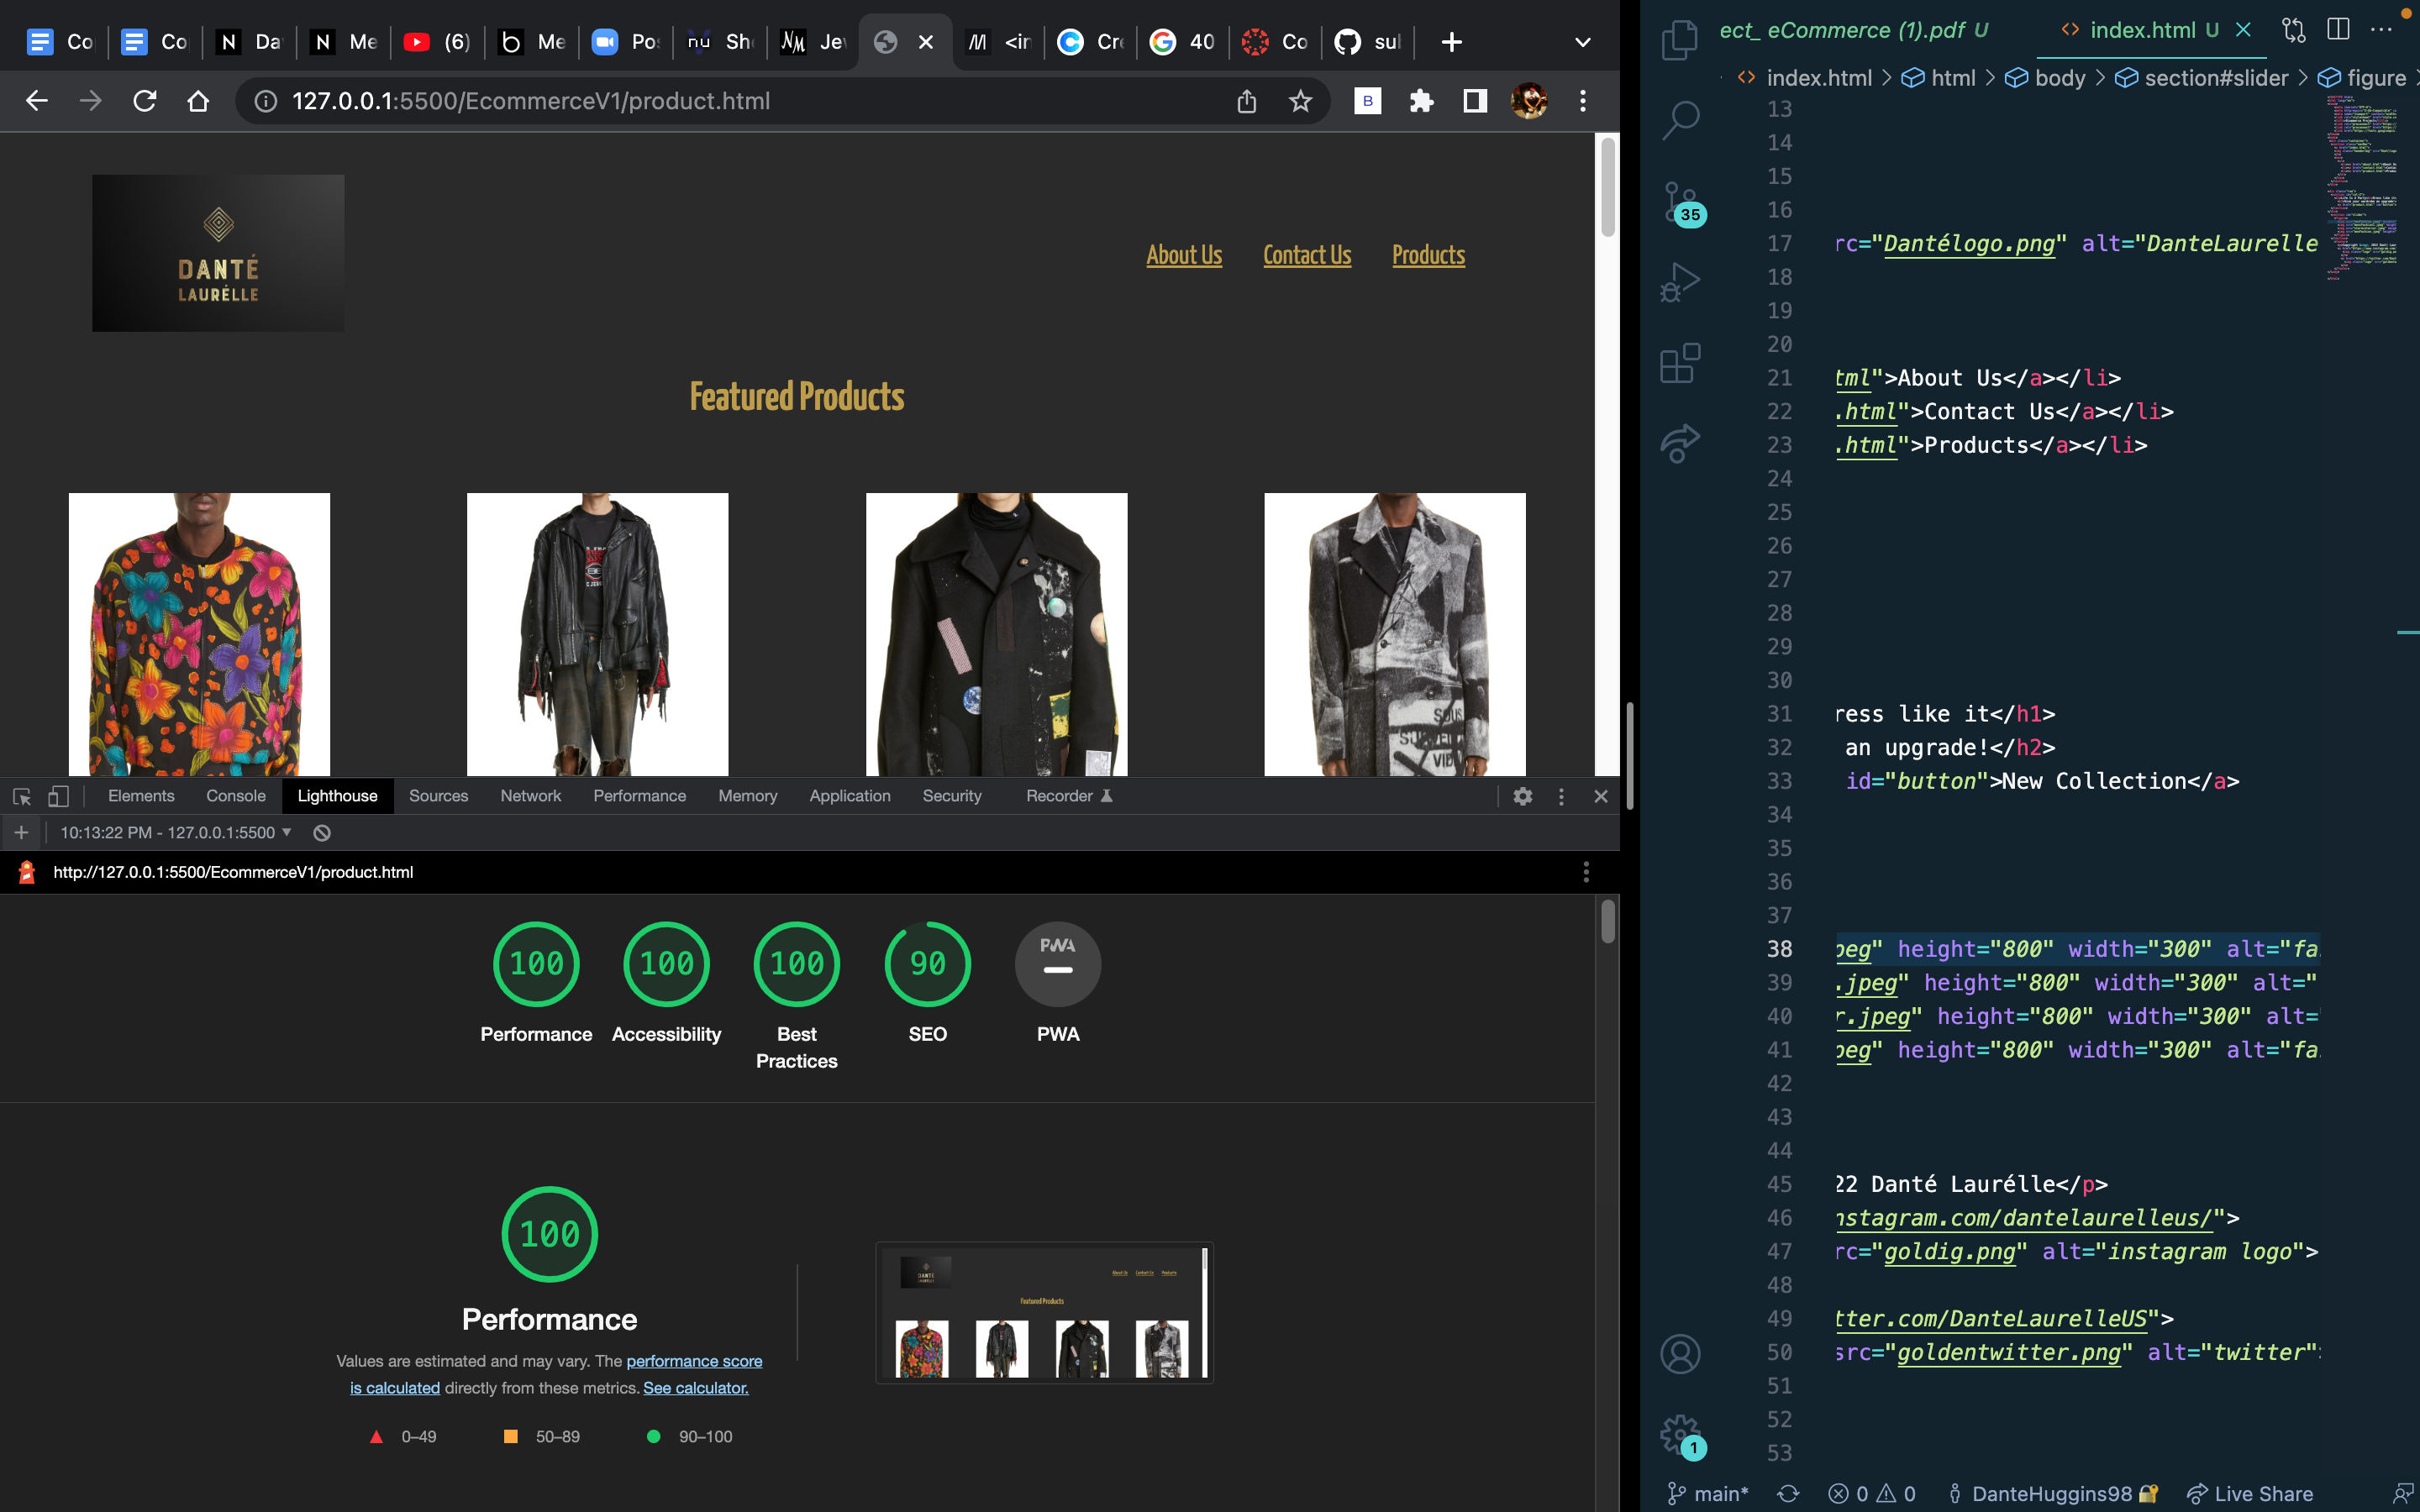 Co
Co
Da
Me
(6)
Me
Po
Sh
Je
<in
Cr
40
Co
sul
127.0.0.1:5500/EcommerceV1/product.html
DANTÉ
LAURÉLLE
About Us Contact Us Products
Featured Products
Elements Console Lighthouse Sources Network Performance Memory Application Security Recorder
10:13:22 PM - 127.0.0.1:5500
http://127.0.0.1:5500/EcommerceV1/product.html
100 100 100 90 PWA
Performance Accessibility Best Practices SEO PWA
100
Performance
Values are estimated and may vary. The performance score
is calculated directly from these metrics. See calculator.
0–49 50–89 90–100
ect_ eCommerce (1).pdf U index.html U
index.html > html > body > section#slider > figure
13
14
15
16
17 rc="Dantélogo.png" alt="DanteLaurelle
18
19
20
21 tml">About Us</a></li>
22 .html">Contact Us</a></li>
23 .html">Products</a></li>
24
25
26
27
28
29
30
31 ress like it</h1>
32 an upgrade!</h2>
33 id="button">New Collection</a>
34
35
36
37
38 peg" height="800" width="300" alt="fa
39 .jpeg" height="800" width="300" alt="
40 r.jpeg" height="800" width="300" alt=
41 peg" height="800" width="300" alt="fa
42
43
44
45 22 Danté Laurélle</p>
46 nstagram.com/dantelaurelleus/">
47 rc="goldig.png" alt="instagram logo">
48
49 tter.com/DanteLaurelleUS">
50 src="goldentwitter.png" alt="twitter"
51
52
53
35
1
main* 0 0 DanteHuggins98 Live Share